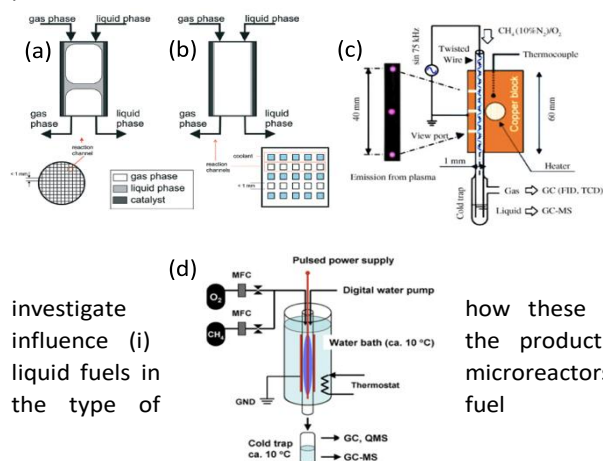 gas phase
liquid phase
gas phase
liquid phase
(a)
(b)
(c)
gas
phase
liquid
phase
gas
phase
liquid
phase
reaction
channel
reaction
channels
coolant
< 1 mm
< 1 mm
gas phase
liquid phase
catalyst
CH₄ (10%N₂)/O₂
Twisted
Wire
Thermocouple
sin 75 kHz
40 mm
Copper block
60 mm
View port
1 mm
Heater
Emission from plasma
Cold trap
Gas ⇨ GC (FID, TCD)
Liquid ⇨ GC-MS
(d)
Pulsed power supply
MFC
O₂
Digital water pump
MFC
CH₄
Water bath (ca. 10 °C)
Thermostat
GND
Cold trap
ca. 10 °C
GC, QMS
GC-MS
investigate how these
influence (i) the product
liquid fuels in microreactors
the type of fuel